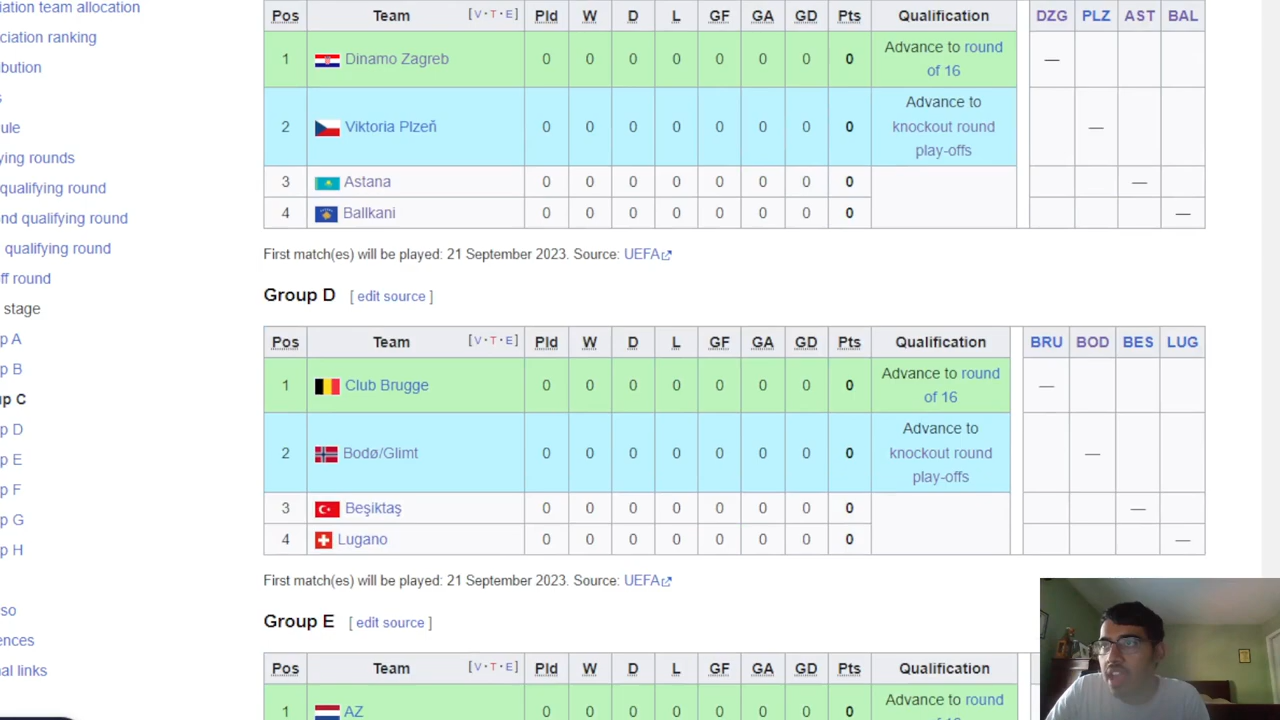 iation team allocation
ciation ranking
bution
s
ule
ying rounds
qualifying round
nd qualifying round
qualifying round
ff round
stage
p A
p B
p C
p D
p E
p F
p G
p H
so
ences
al links
Pos Team [V·T·E] Pld W D L GF GA GD Pts Qualification DZG PLZ AST BAL
1 Dinamo Zagreb 0 0 0 0 0 0 0 0 Advance to round of 16 —
2 Viktoria Plzeň 0 0 0 0 0 0 0 0 Advance to knockout round play-offs —
3 Astana 0 0 0 0 0 0 0 0 —
4 Ballkani 0 0 0 0 0 0 0 0 —
First match(es) will be played: 21 September 2023. Source: UEFA
Group D [ edit source ]
Pos Team [V·T·E] Pld W D L GF GA GD Pts Qualification BRU BOD BES LUG
1 Club Brugge 0 0 0 0 0 0 0 0 Advance to round of 16 —
2 Bodø/Glimt 0 0 0 0 0 0 0 0 Advance to knockout round play-offs —
3 Beşiktaş 0 0 0 0 0 0 0 0 —
4 Lugano 0 0 0 0 0 0 0 0 —
First match(es) will be played: 21 September 2023. Source: UEFA
Group E [ edit source ]
Pos Team [V·T·E] Pld W D L GF GA GD Pts Qualification
1 AZ 0 0 0 0 0 0 0 0 Advance to round